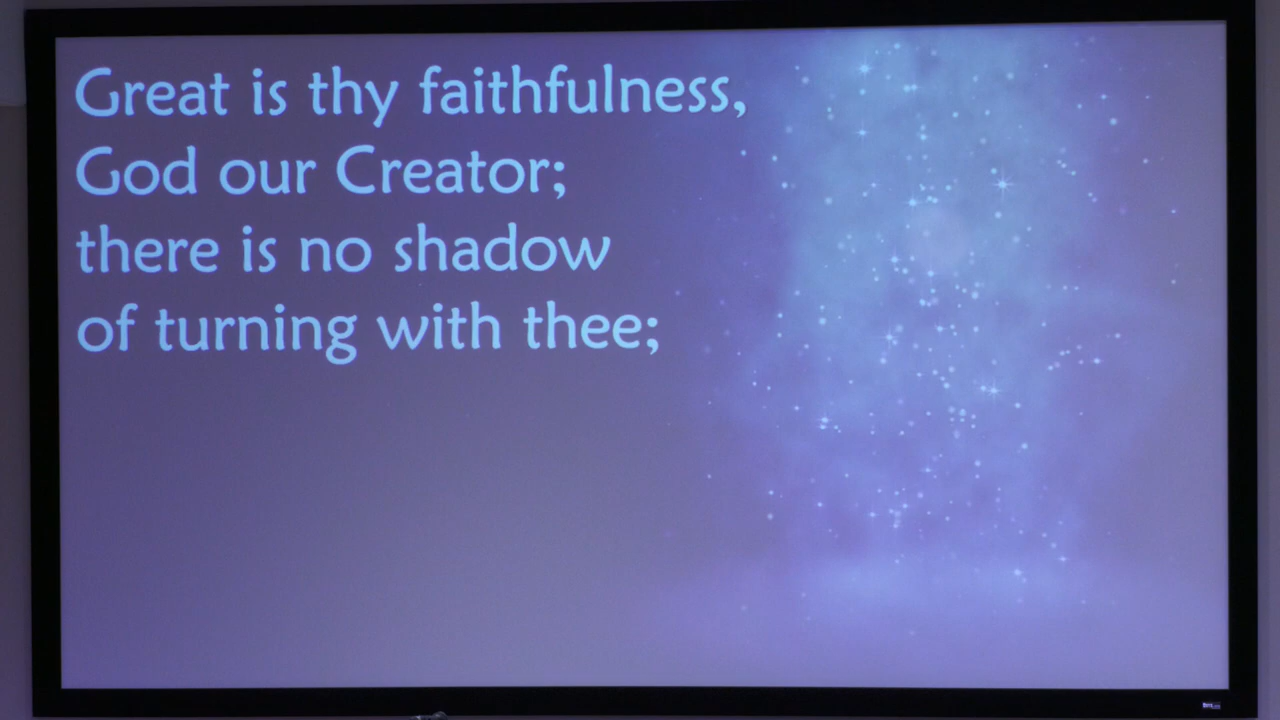 Great is thy faithfulness,
God our Creator;
there is no shadow
of turning with thee;